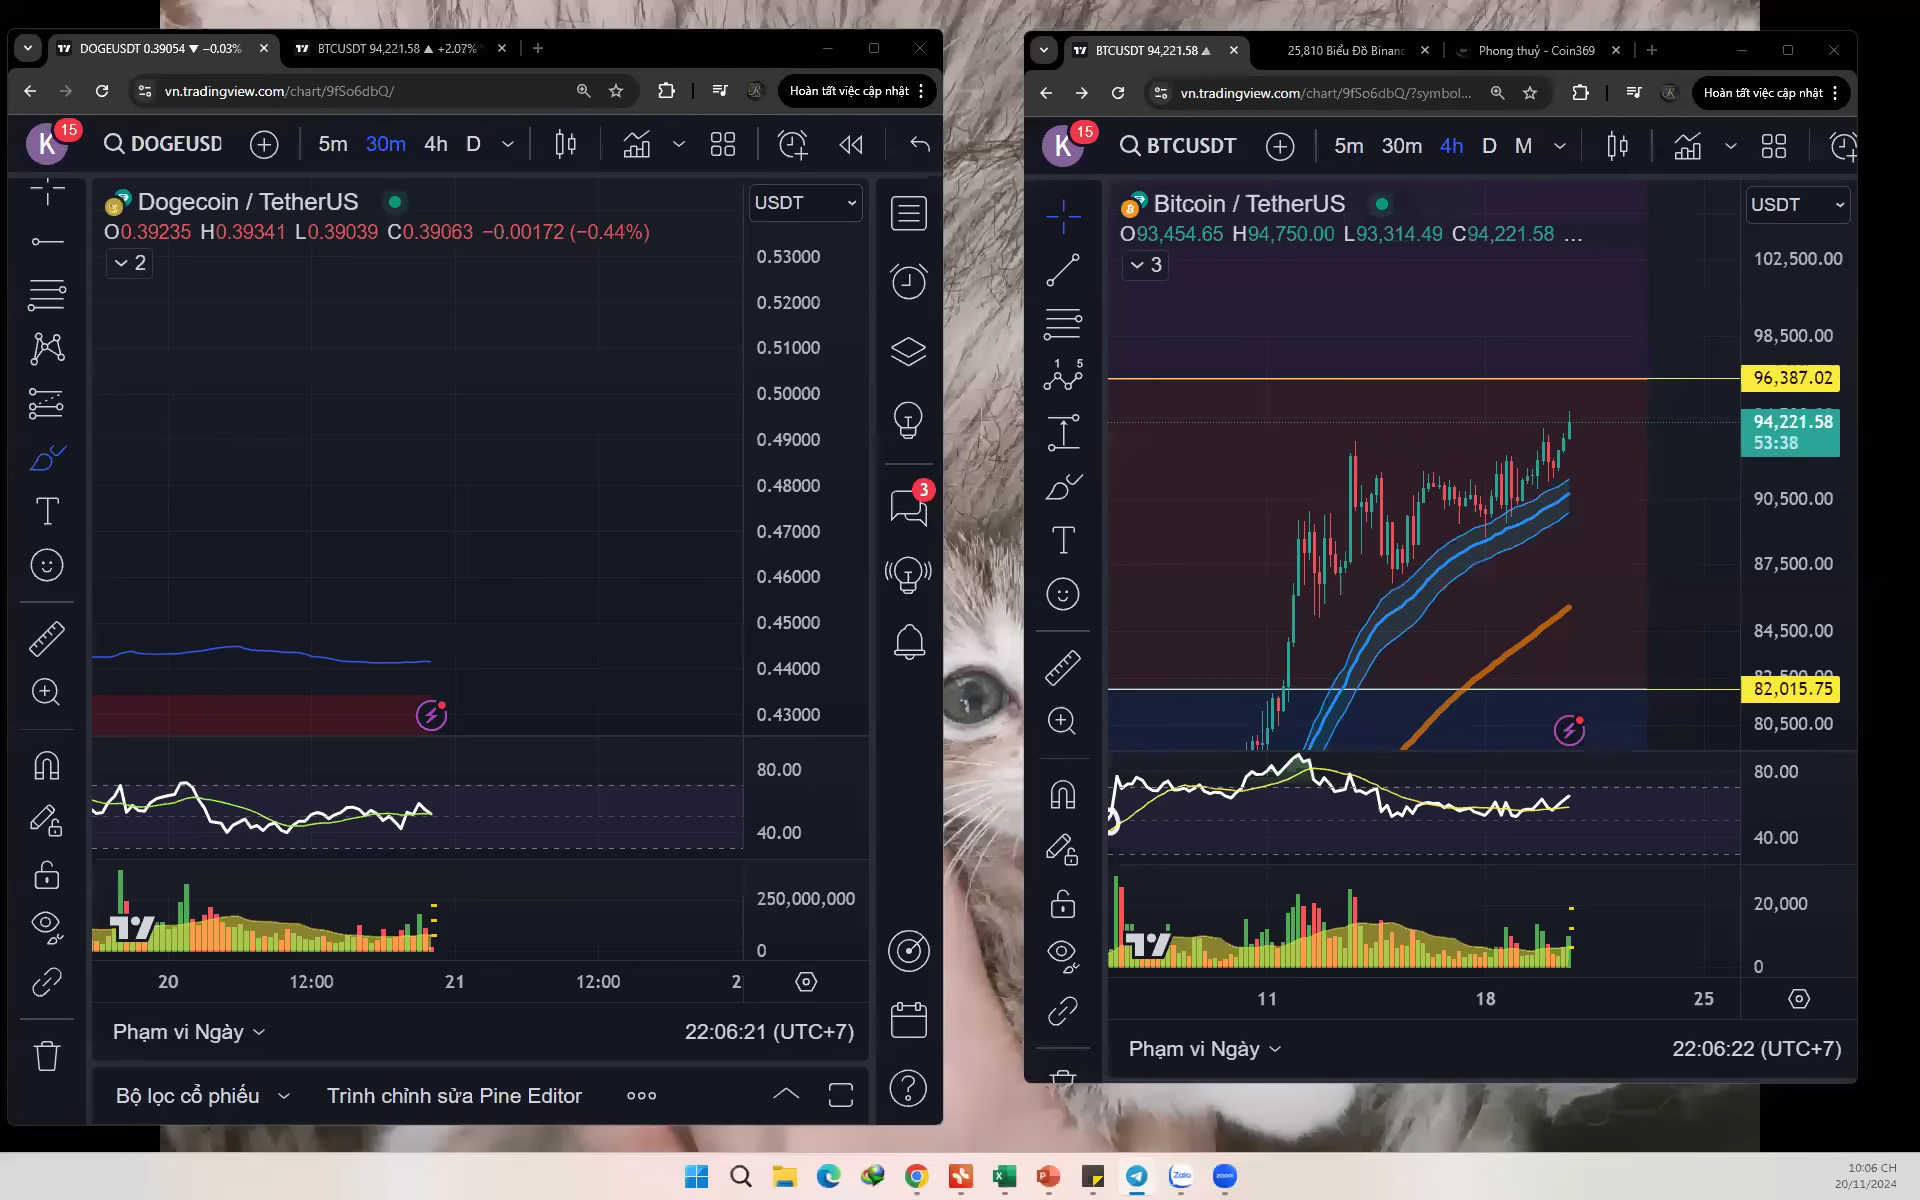 DOGEUSDT 0.39054 ▼ −0.03%
BTCUSDT 94,221.58 ▲ +2.07%
vn.tradingview.com/chart/9fSo6dbQ/
Hoàn tất việc cập nhật
K
15
DOGEUSD
5m
30m
4h
D
Dogecoin / TetherUS
USDT
O0.39235 H0.39341 L0.39039 C0.39063 −0.00172 (−0.44%)
2
0.53000
0.52000
0.51000
0.50000
0.49000
0.48000
0.47000
0.46000
0.45000
0.44000
0.43000
80.00
40.00
250,000,000
0
3
20
12:00
21
12:00
2
Phạm vi Ngày
22:06:21 (UTC+7)
Bộ lọc cổ phiếu
Trình chỉnh sửa Pine Editor
BTCUSDT 94,221.58 ▲
25,810 Biểu Đồ Binanc
Phong thuỷ - Coin369
vn.tradingview.com/chart/9fSo6dbQ/?symbol...
Hoàn tất việc cập nhật
K
15
BTCUSDT
5m
30m
4h
D
M
Bitcoin / TetherUS
USDT
O93,454.65 H94,750.00 L93,314.49 C94,221.58 ...
3
102,500.00
98,500.00
96,387.02
94,221.58
53:38
90,500.00
87,500.00
84,500.00
82,015.75
80,500.00
80.00
40.00
20,000
0
11
18
25
Phạm vi Ngày
22:06:22 (UTC+7)
Zalo
zoom
10:06 CH
20/11/2024